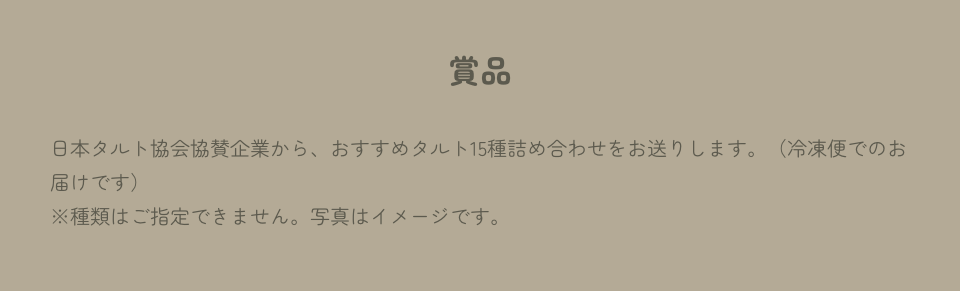 賞品
日本タルト協会協賛企業から、おすすめタルト15種詰め合わせをお送りします。（冷凍便でのお
届けです）
※種類はご指定できません。写真はイメージです。